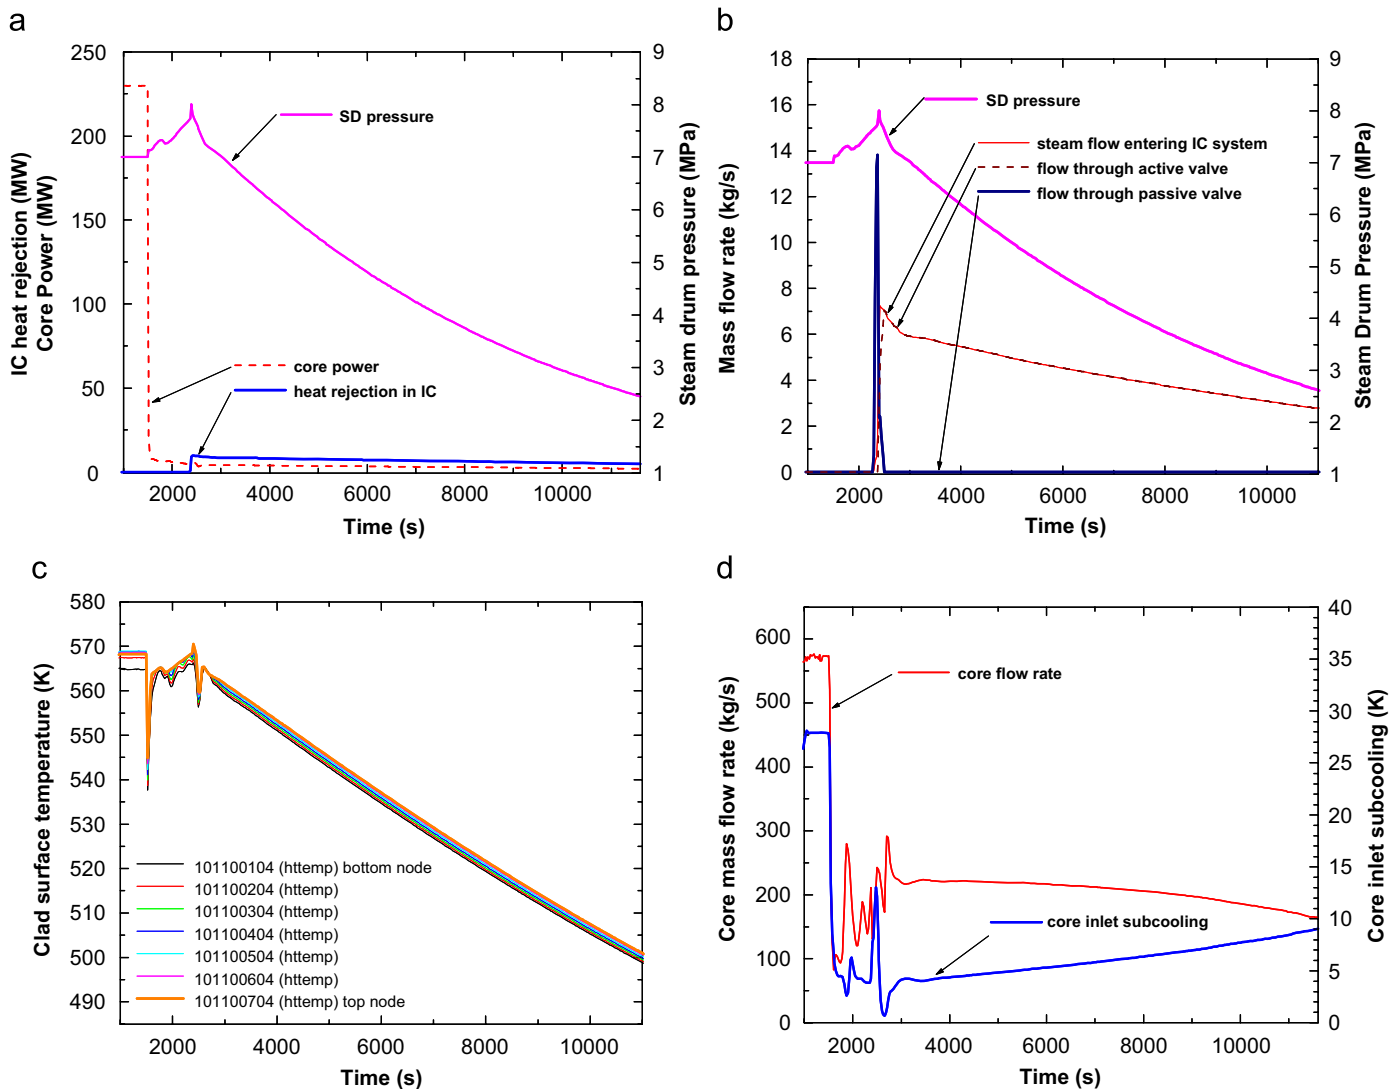 a
250
200
150
100
50
0
IC heat rejection (MW)
Core Power (MW)
9
8
7
6
5
4
3
2
1
Steam drum pressure (MPa)
SD pressure
core power
heat rejection in IC
2000 4000 6000 8000 10000
Time (s)
b
18
16
14
12
10
8
6
4
2
0
Mass flow rate (kg/s)
9
8
7
6
5
4
3
2
1
Steam Drum Pressure (MPa)
SD pressure
steam flow entering IC system
flow through active valve
flow through passive valve
2000 4000 6000 8000 10000
Time (s)
c
580
570
560
550
540
530
520
510
500
490
Clad surface temperature (K)
101100104 (httemp) bottom node
101100204 (httemp)
101100304 (httemp)
101100404 (httemp)
101100504 (httemp)
101100604 (httemp)
101100704 (httemp) top node
2000 4000 6000 8000 10000
Time (s)
d
600
550
500
450
400
350
300
250
200
150
100
50
0
Core mass flow rate (kg/s)
40
35
30
25
20
15
10
5
0
Core inlet subcooling (K)
core flow rate
core inlet subcooling
2000 4000 6000 8000 10000
Time (s)